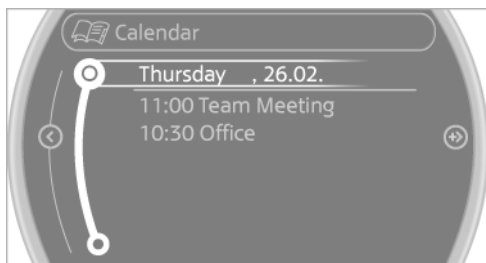 Calendar
Thursday , 26.02.
11:00 Team Meeting
10:30 Office